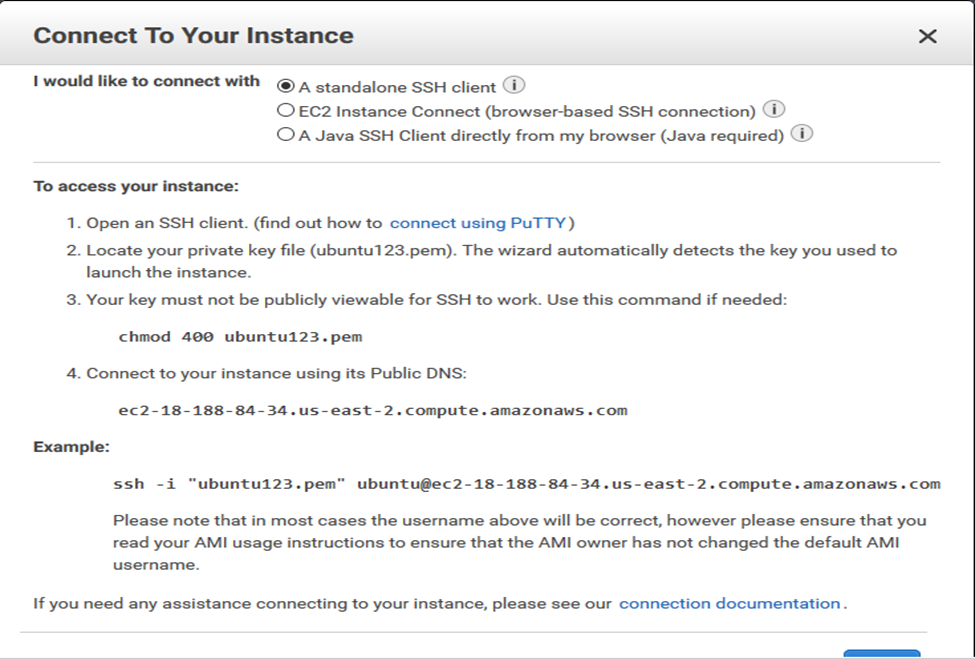 Connect To Your Instance
I would like to connect with
A standalone SSH client
EC2 Instance Connect (browser-based SSH connection)
A Java SSH Client directly from my browser (Java required)
To access your instance:
1. Open an SSH client. (find out how to connect using PuTTY)
2. Locate your private key file (ubuntu123.pem). The wizard automatically detects the key you used to
launch the instance.
3. Your key must not be publicly viewable for SSH to work. Use this command if needed:
chmod 400 ubuntu123.pem
4. Connect to your instance using its Public DNS:
ec2-18-188-84-34.us-east-2.compute.amazonaws.com
Example:
ssh -i "ubuntu123.pem" ubuntu@ec2-18-188-84-34.us-east-2.compute.amazonaws.com
Please note that in most cases the username above will be correct, however please ensure that you
read your AMI usage instructions to ensure that the AMI owner has not changed the default AMI
username.
If you need any assistance connecting to your instance, please see our connection documentation.